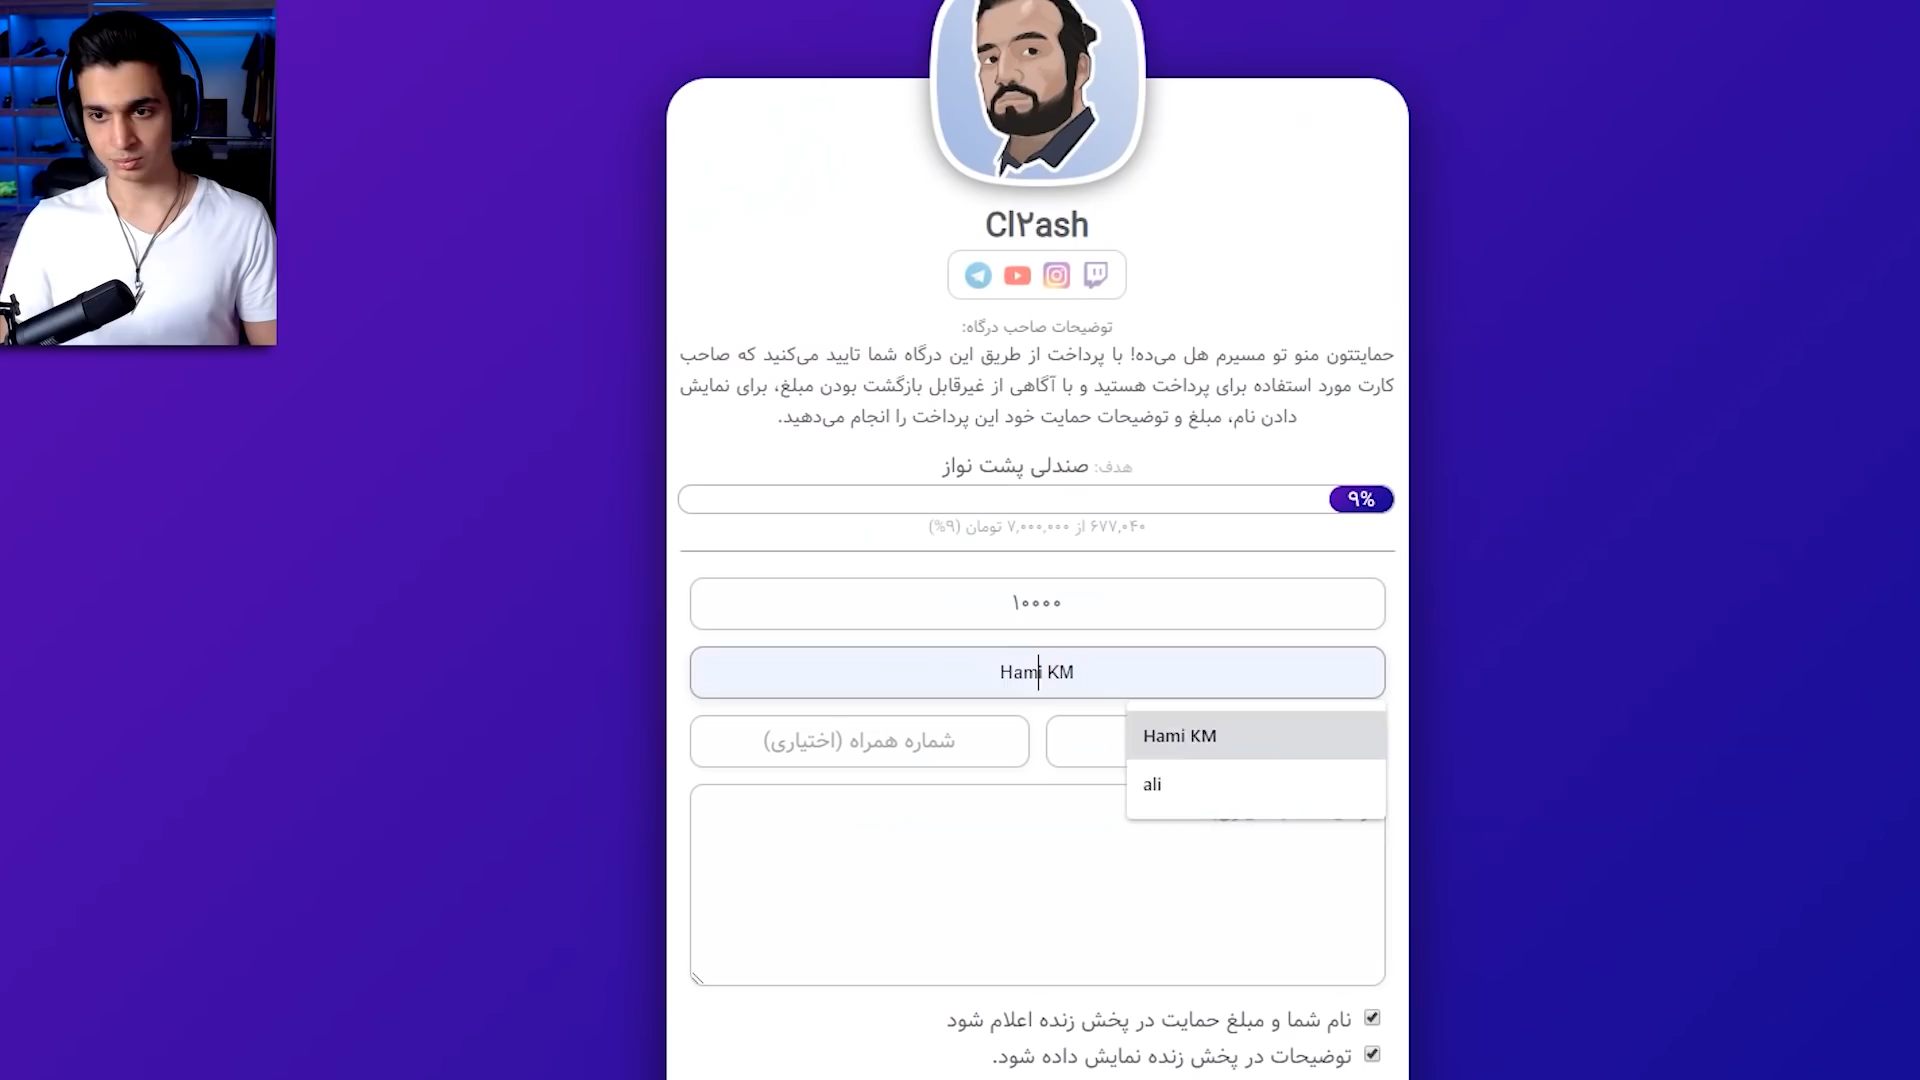 Cl۲ash
توضیحات صاحب درگاه:
حمایتتون منو تو مسیرم هل می‌ده! با پرداخت از طریق این درگاه شما تایید می‌کنید که صاحب
کارت مورد استفاده برای پرداخت هستید و با آگاهی از غیرقابل بازگشت بودن مبلغ، برای نمایش
دادن نام، مبلغ و توضیحات حمایت خود این پرداخت را انجام می‌دهید.
هدف: صندلی پشت نواز
۹%
۶۷۷,۰۴۰ از ۷,۰۰۰,۰۰۰ تومان (۹%)
۱۰۰۰۰
Hami KM
شماره همراه (اختیاری)
Hami KM
ali
نام شما و مبلغ حمایت در پخش زنده اعلام شود
توضیحات در پخش زنده نمایش داده شود.